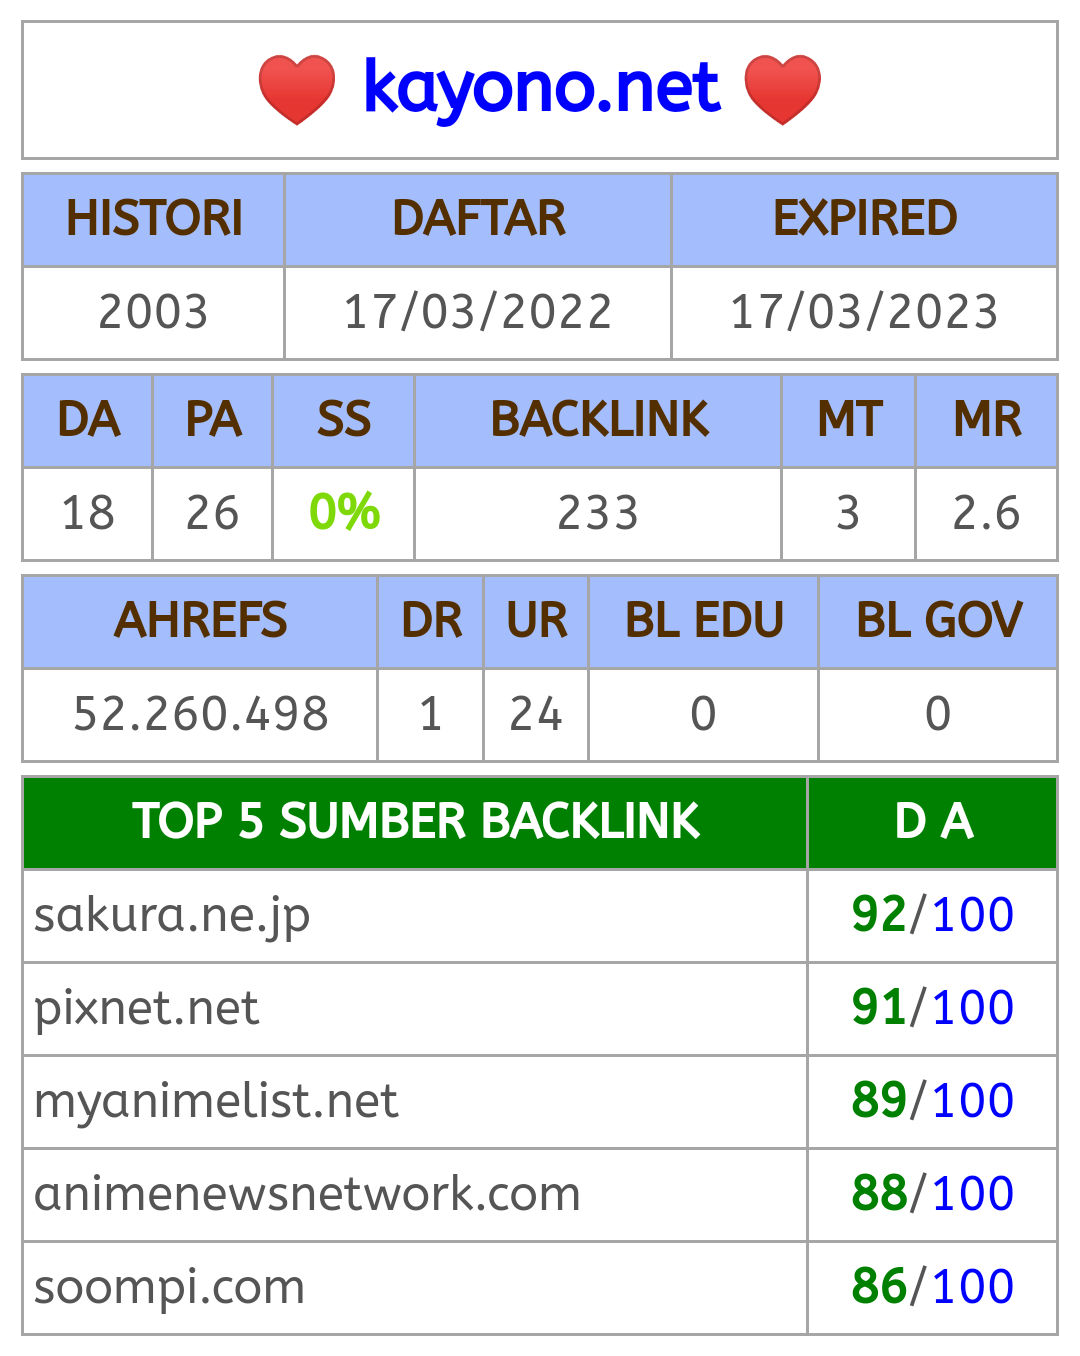 ♥️ kayono.net ♥️
HISTORI DAFTAR EXPIRED
2003 17/03/2022 17/03/2023
DA PA SS BACKLINK MT MR
18 26 0% 233 3 2.6
AHREFS DR UR BL EDU BL GOV
52.260.498 1 24 0 0
TOP 5 SUMBER BACKLINK D A
sakura.ne.jp 92/100
pixnet.net 91/100
myanimelist.net 89/100
animenewsnetwork.com 88/100
soompi.com 86/100